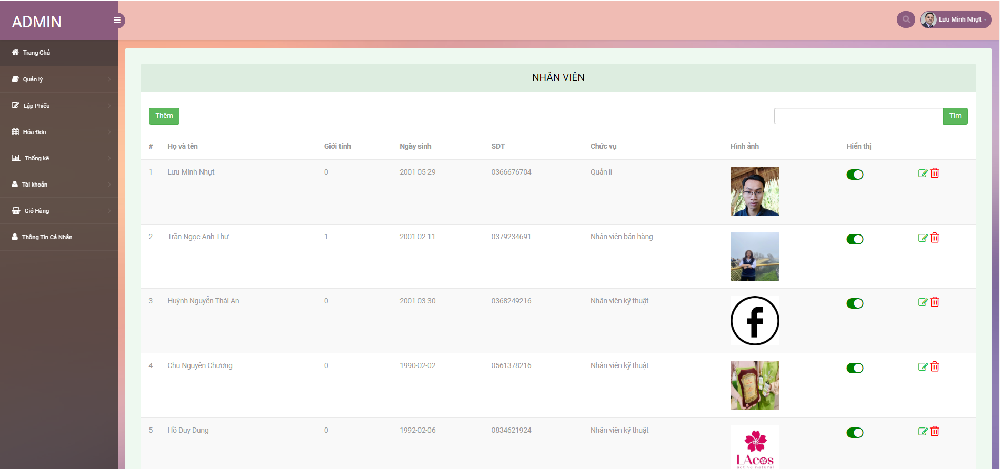 ADMIN
Lưu Minh Nhựt
Trang Chủ
Quản lý
Lập Phiếu
Hóa Đơn
Thống kê
Tài khoản
Giỏ Hàng
Thông Tin Cá Nhân
NHÂN VIÊN
Thêm
Tìm
# Họ và tên Giới tính Ngày sinh SĐT Chức vụ Hình ảnh Hiển thị
1 Lưu Minh Nhựt 0 2001-05-29 0366676704 Quản lí
2 Trần Ngọc Anh Thư 1 2001-02-11 0379234691 Nhân viên bán hàng
3 Huỳnh Nguyễn Thái An 0 2001-03-30 0368249216 Nhân viên kỹ thuật
f
4 Chu Nguyên Chương 0 1990-02-02 0561378216 Nhân viên kỹ thuật
5 Hồ Duy Dung 0 1992-02-06 0834621924 Nhân viên kỹ thuật
LAcos
active natural